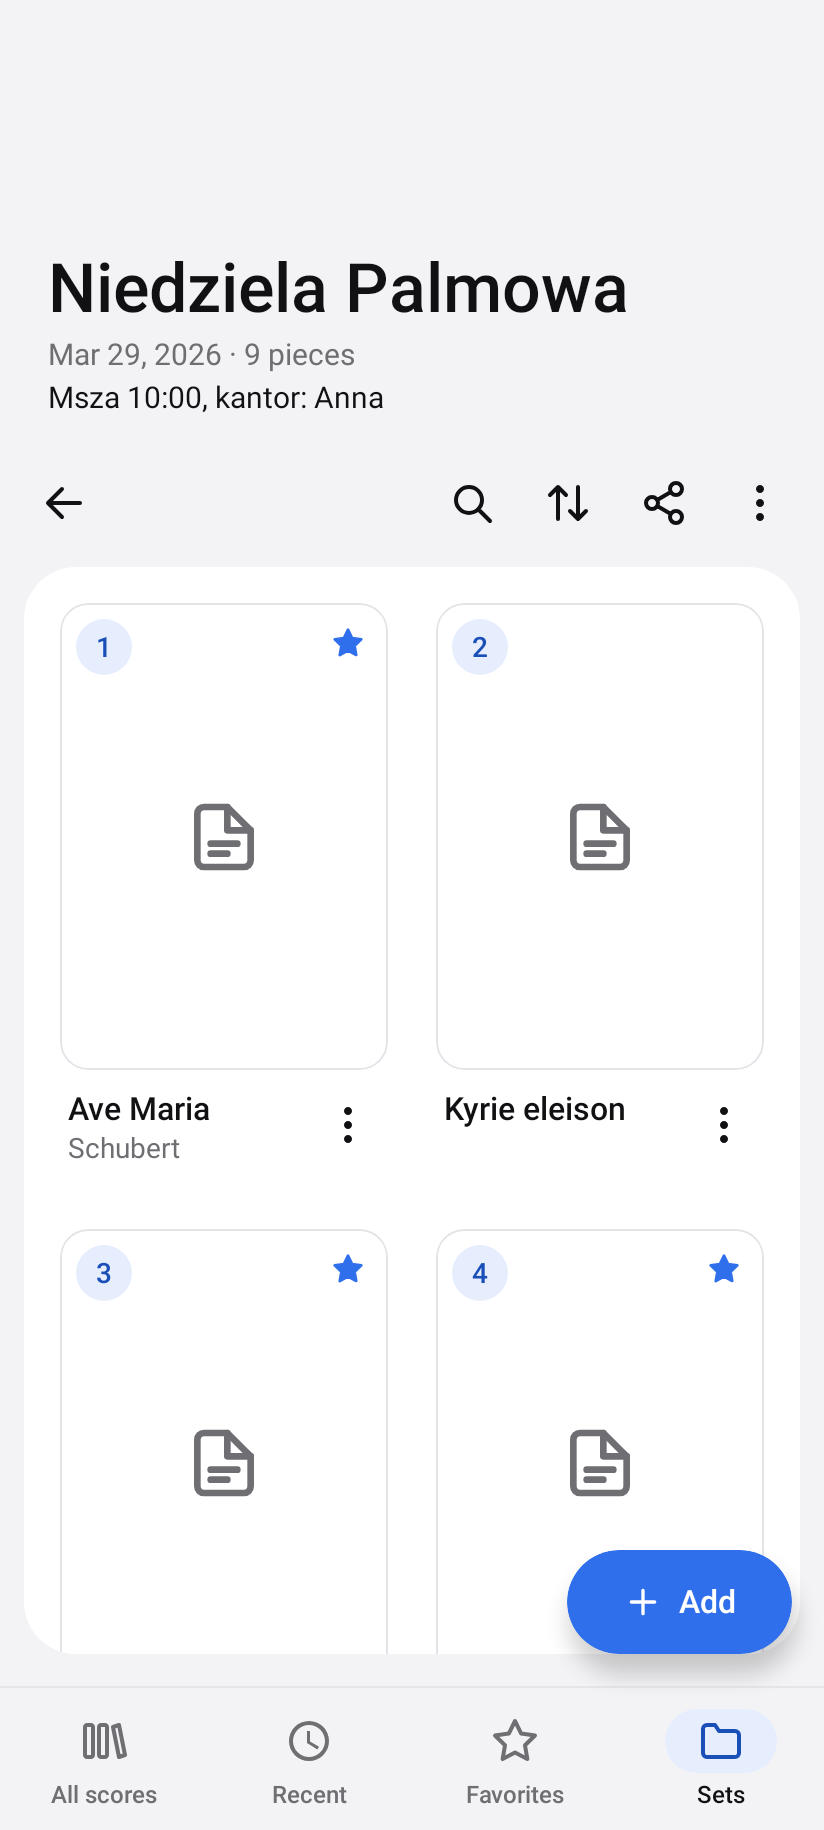 Niedziela Palmowa
Mar 29, 2026 · 9 pieces
Msza 10:00, kantor: Anna
1
2
Ave Maria
Schubert
Kyrie eleison
3
4
Add
All scores
Recent
Favorites
Sets